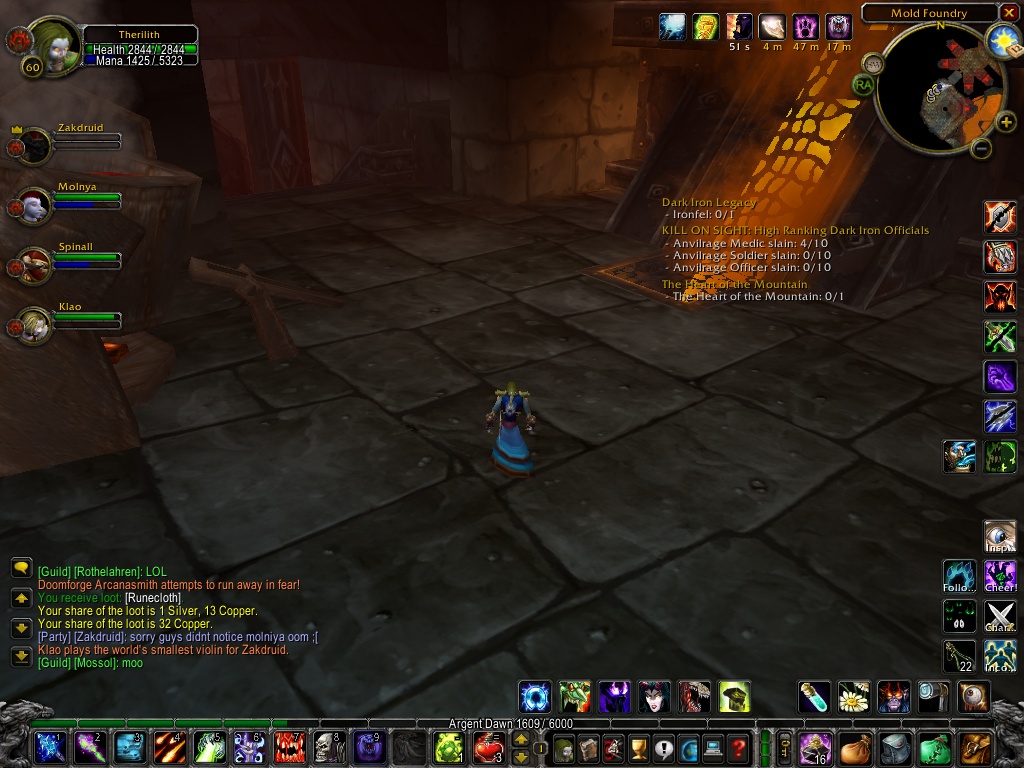 Therilith
Health 2844 / 2844
Mana 1425 / 5323
60
51 s
4 m
47 m
17 m
Mold Foundry
N
RA
Zakdruid
Molnya
Spinall
Klao
Dark Iron Legacy
- Ironfel: 0/1
KILL ON SIGHT: High Ranking Dark Iron Officials
- Anvilrage Medic slain: 4/10
- Anvilrage Soldier slain: 0/10
- Anvilrage Officer slain: 0/10
The Heart of the Mountain
- The Heart of the Mountain: 0/1
Insp..
Follo..
Cheer!
Char..
22
Inco..
[Guild] [Rothelahren]: LOL
Doomforge Arcanasmith attempts to run away in fear!
You receive loot: [Runecloth]
Your share of the loot is 1 Silver, 13 Copper.
Your share of the loot is 32 Copper.
[Party] [Zakdruid]: sorry guys didnt notice molniya oom ;[
Klao plays the world's smallest violin for Zakdruid.
[Guild] [Mossol]: moo
Argent Dawn 1609 / 6000
1
2
3
4
5
6
7
8
9
3
1
16